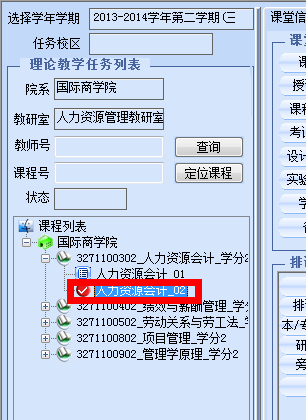 选择学年学期 2013-2014学年第二学期(三
课堂信
任务校区
理论教学任务列表
院系 国际商学院
教研室 人力资源管理教研室
教师号 查询
课程号 定位课程
状态
课程列表
国际商学院
3271100302_人力资源会计_学分2
人力资源会计_01
人力资源会计_02
3271100402_绩效与薪酬管理_学分
3271100502_劳动关系与劳工法_学
3271100802_项目管理_学分2
3271100902_管理学原理_学分2
课堂
课
授
课程
考
设计
实验
学
排
排
本/专
研
旁